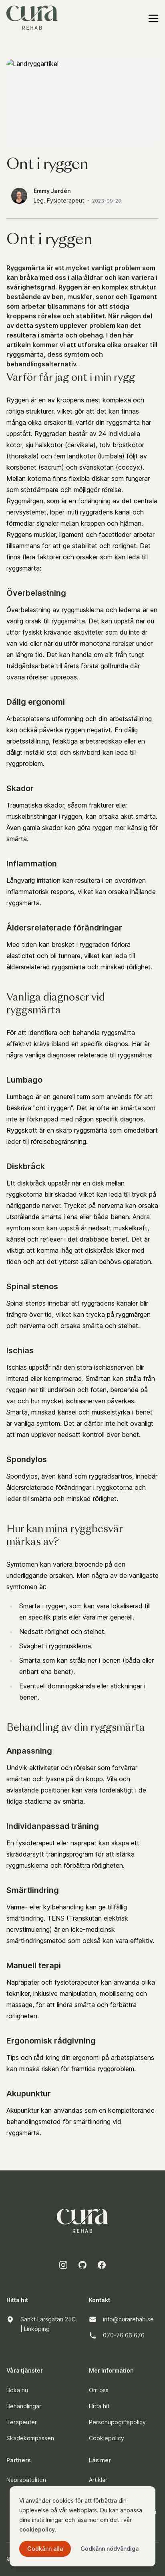 cura
REHAB
Ländryggartikel
Ont i ryggen
Emmy Jardén
Leg. Fysioterapeut • 2023-09-20
Ont i ryggen
Ryggsmärta är ett mycket vanligt problem som
kan bråka med oss i alla åldrar och kan variera i
svårighetsgrad. Ryggen är en komplex struktur
bestående av ben, muskler, senor och ligament
som arbetar tillsammans för att stödja
kroppens rörelse och stabilitet. När någon del
av detta system upplever problem kan det
resultera i smärta och obehag. I den här
artikeln kommer vi att utforska olika orsaker till
ryggsmärta, dess symtom och
behandlingsalternativ.
Varför får jag ont i min rygg
Ryggen är en av kroppens mest komplexa och
rörliga strukturer, vilket gör att det kan finnas
många olika orsaker till varför din ryggsmärta har
uppstått. Ryggraden består av 24 individuella
kotor, sju halskotor (cervikala), tolv bröstkotor
(thorakala) och fem ländkotor (lumbala) följt av
korsbenet (sacrum) och svanskotan (coccyx).
Mellan kotorna finns flexibla diskar som fungerar
som stötdämpare och möjliggör rörelse.
Ryggmärgen, som är en förlängning av det centrala
nervsystemet, löper inuti ryggradens kanal och
förmedlar signaler mellan kroppen och hjärnan.
Ryggens muskler, ligament och facettleder arbetar
tillsammans för att ge stabilitet och rörlighet. Det
finns flera faktorer och orsaker som kan leda till
ryggsmärta:
Överbelastning
Överbelastning av ryggmusklerna och lederna är en
vanlig orsak till ryggsmärta. Det kan uppstå när du
utför fysiskt krävande aktiviteter som du inte är
van vid eller när du utför monotona rörelser under
en längre tid. Det kan handla om allt från tungt
trädgårdsarbete till årets första golfrunda där
ovana rörelser upprepas.
Dålig ergonomi
Arbetsplatsens utformning och din arbetsställning
kan också påverka ryggen negativt. En dålig
arbetsställning, felaktiga arbetsredskap eller en
dåligt inställd stol och skrivbord kan leda till
ryggproblem.
Skador
Traumatiska skador, såsom frakturer eller
muskelbristningar i ryggen, kan orsaka akut smärta.
Även gamla skador kan göra ryggen mer känslig för
smärta.
Inflammation
Långvarig irritation kan resultera i en överdriven
inflammatorisk respons, vilket kan orsaka ihållande
ryggsmärta.
Åldersrelaterade förändringar
Med tiden kan brosket i ryggraden förlora
elasticitet och bli tunnare, vilket kan leda till
åldersrelaterad ryggsmärta och minskad rörlighet.
Vanliga diagnoser vid
ryggsmärta
För att identifiera och behandla ryggsmärta
effektivt krävs ibland en specifik diagnos. Här är
några vanliga diagnoser relaterade till ryggsmärta:
Lumbago
Lumbago är en generell term som används för att
beskriva "ont i ryggen". Det är ofta en smärta som
inte är förknippad med någon specifik diagnos.
Ryggskott är en skarp ryggsmärta som omedelbart
leder till rörelsebegränsning.
Diskbråck
Ett diskbråck uppstår när en disk mellan
ryggkotorna blir skadad vilket kan leda till tryck på
närliggande nerver. Trycket på nerverna kan orsaka
utstrålande smärta i ena eller båda benen. Andra
symtom som kan uppstå är nedsatt muskelkraft,
känsel och reflexer i det drabbade benet. Det är
viktigt att komma ihåg att diskbråck läker med
tiden och att det ytterst sällan behövs operation.
Spinal stenos
Spinal stenos innebär att ryggradens kanaler blir
trängre över tid, vilket kan trycka på ryggmärgen
och nerverna och orsaka smärta och stelhet.
Ischias
Ischias uppstår när den stora ischiasnerven blir
irriterad eller komprimerad. Smärtan kan stråla från
ryggen ner till underben och foten, beroende på
var och hur mycket ischiasnerven påverkas.
Smärta, minskad känsel och muskelstyrka i benet
är vanliga symtom. Det är därför inte helt ovanligt
att man upplever nedsatt kontroll över benet.
Spondylos
Spondylos, även känd som ryggradsartros, innebär
åldersrelaterade förändringar i ryggkotorna och
leder till smärta och minskad rörlighet.
Hur kan mina ryggbesvär
märkas av?
Symtomen kan variera beroende på den
underliggande orsaken. Men några av de vanligaste
symtomen är:
Smärta i ryggen, som kan vara lokaliserad till
en specifik plats eller vara mer generell.
Nedsatt rörlighet och stelhet.
Svaghet i ryggmusklerna.
Smärta som kan stråla ner i benen (båda eller
enbart ena benet).
Eventuell domningskänsla eller stickningar i
benen.
Behandling av din ryggsmärta
Anpassning
Undvik aktiviteter och rörelser som förvärrar
smärtan och lyssna på din kropp. Vila och
avlastande positioner kan vara fördelaktigt i de
tidiga stadierna av smärta.
Individanpassad träning
En fysioterapeut eller naprapat kan skapa ett
skräddarsytt träningsprogram för att stärka
ryggmusklerna och förbättra rörligheten.
Smärtlindring
Värme- eller kylbehandling kan ge tillfällig
smärtlindring. TENS (Transkutan elektrisk
nervstimulering) är en icke-medicinsk
smärtlindringsmetod som också kan vara effektiv.
Manuell terapi
Naprapater och fysioterapeuter kan använda olika
tekniker, inklusive manipulation, mobilisering och
massage, för att lindra smärta och förbättra
rörligheten.
Ergonomisk rådgivning
Tips och råd kring din ergonomi på arbetsplatsens
kan minska risken för framtida ryggproblem.
Akupunktur
Akupunktur kan användas som en kompletterande
behandlingsmetod för smärtlindring vid
ryggsmärta.
cura
REHAB
Hitta hit
Kontakt
Sankt Larsgatan 25C
| Linköping
info@curarehab.se
070-76 66 676
Våra tjänster
Mer information
Boka nu
Om oss
Behandlingar
Hitta hit
Terapeuter
Personuppgiftspolicy
Skadekompassen
Cookiepolicy
Partners
Läs mer
Naprapateliten
Artiklar
Vi använder cookies för att förbättra din
upplevelse på vår webbplats. Du kan anpassa
dina inställningar och läsa mer om det i vår
cookiepolicy.
Godkänn alla
Godkänn nödvändiga